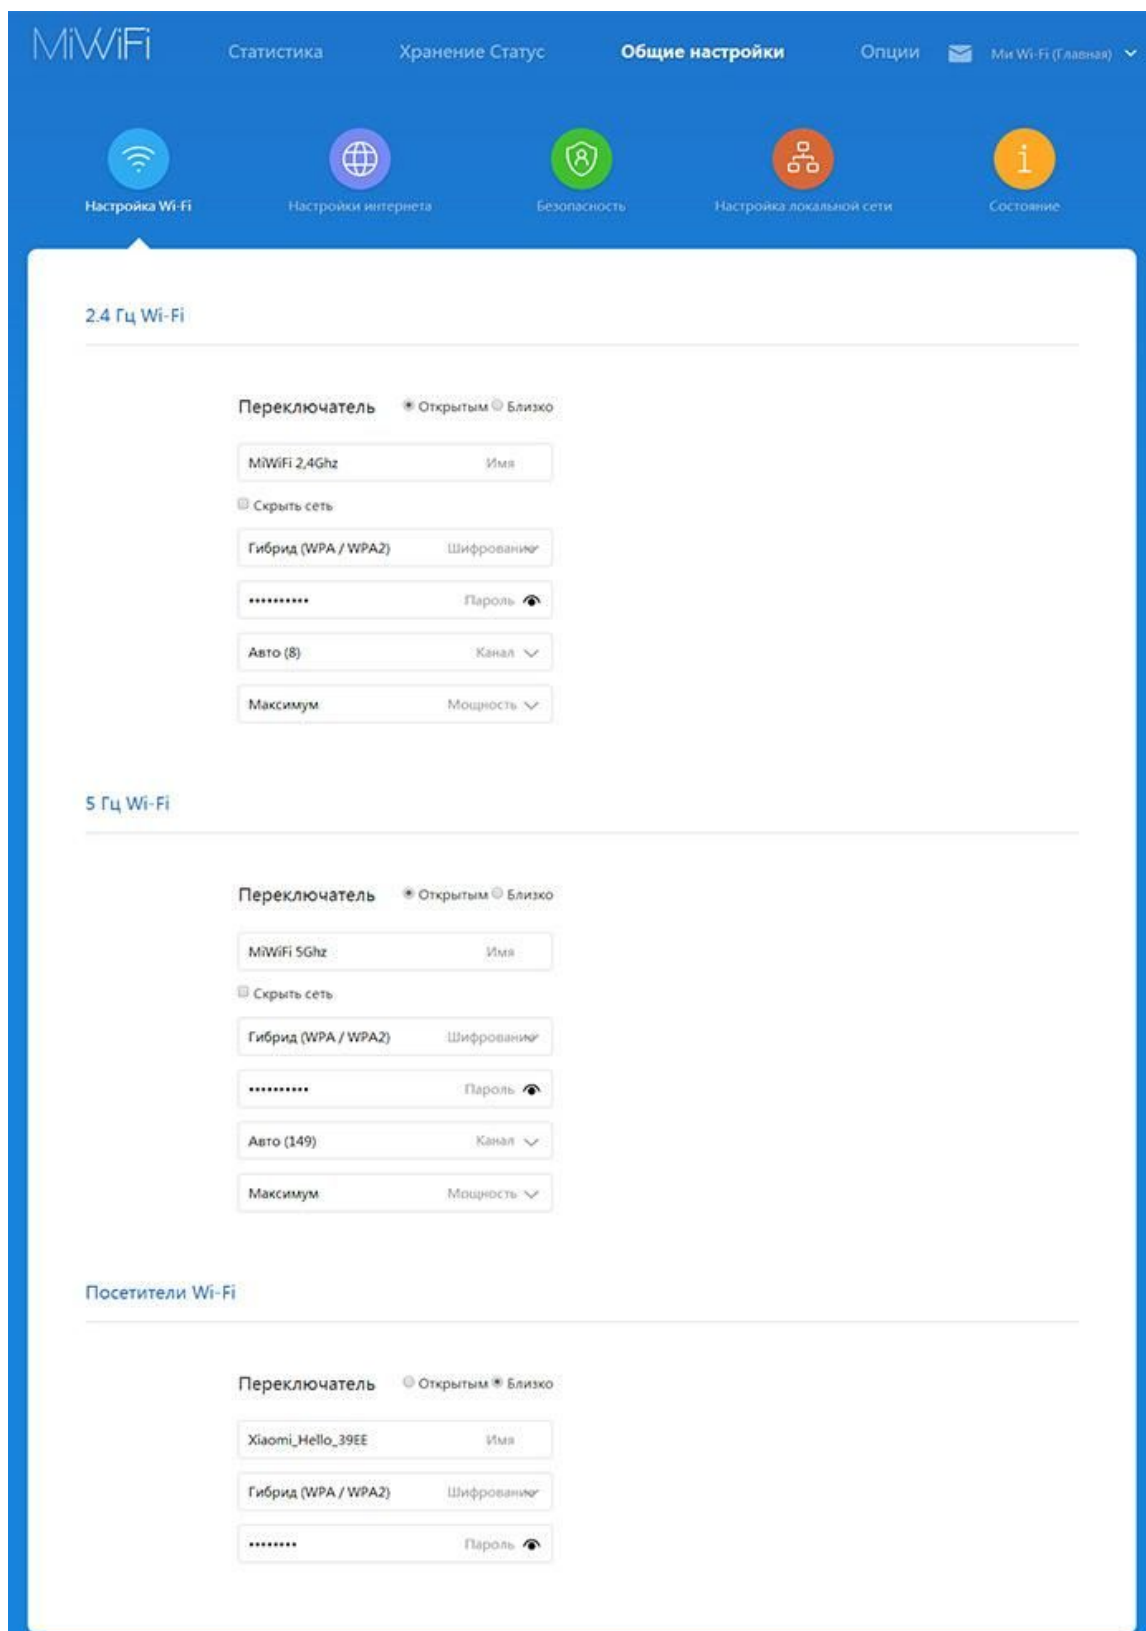 MiWiFi Статистика Хранение Статус Общие настройки Опции Ми Wi-Fi (Главная)
Настройка Wi-Fi Настройки интернета Безопасность Настройка локальной сети Состояние
2.4 Гц Wi-Fi
Переключатель Открытым Близко
MiWiFi 2,4Ghz Имя
Скрыть сеть
Гибрид (WPA / WPA2) Шифрование
•••••••••• Пароль
Авто (8) Канал
Максимум Мощность
5 Гц Wi-Fi
Переключатель Открытым Близко
MiWiFi 5Ghz Имя
Скрыть сеть
Гибрид (WPA / WPA2) Шифрование
•••••••••• Пароль
Авто (149) Канал
Максимум Мощность
Посетители Wi-Fi
Переключатель Открытым Близко
Xiaomi_Hello_39EE Имя
Гибрид (WPA / WPA2) Шифрование
•••••••• Пароль